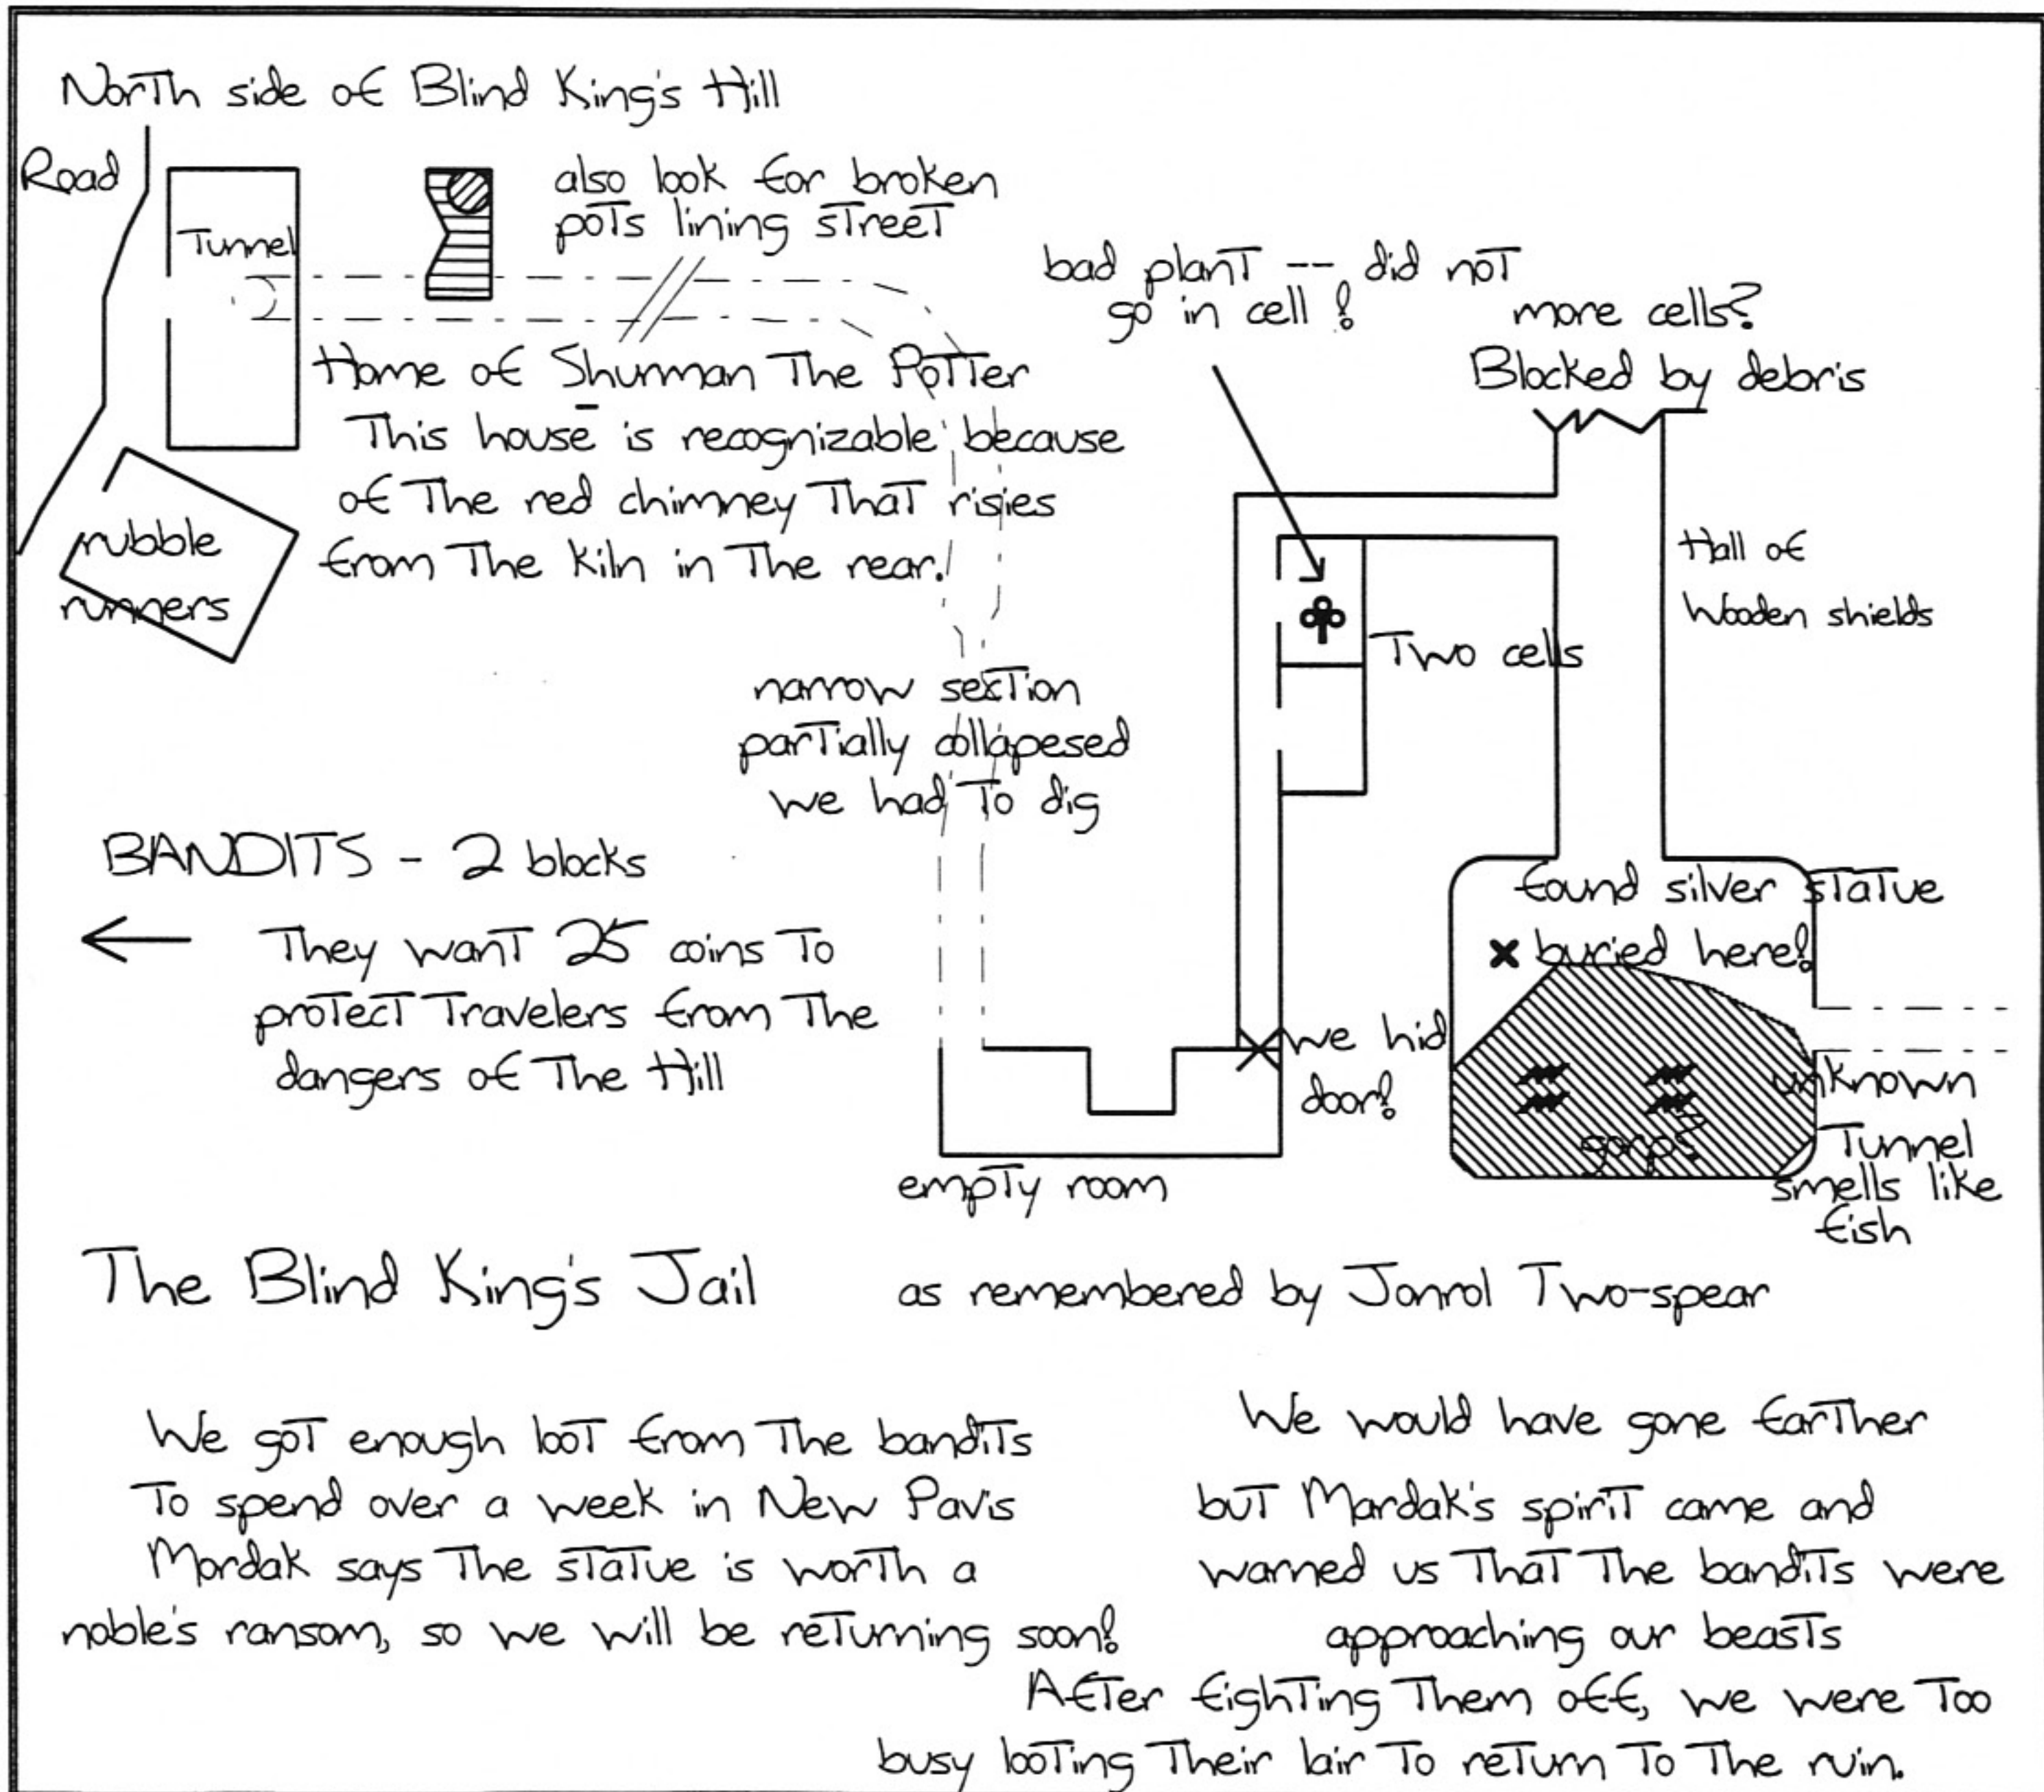 North side of Blind King's Hill
Road
Tunnel
also look for broken
pots lining street
Home of Shurman The Potter
This house is recognizable because
of The red chimney That risies
from The kiln in The rear.
rubble
runners
bad plant -- did not
go in cell!
more cells?
Blocked by debris
Hall of
Wooden shields
Two cells
narrow section
partially collapesed
we had To dig
BANDITS - 2 blocks
They want 25 coins To
protect Travelers from The
dangers of The Hill
found silver statue
x buried here!
we hid
door!
gorp?
unknown
Tunnel
smells like
fish
empty room
The Blind King's Jail
as remembered by Jonrol Two-spear
We got enough loot from The bandits
To spend over a week in New Pavis
Mordak says The statue is worth a
noble's ransom, so we will be returning soon!
We would have gone farther
but Mardak's spirit came and
warned us That The bandits were
approaching our beasts
After fighting Them off, we were Too
busy looting Their lair To return To The ruin.